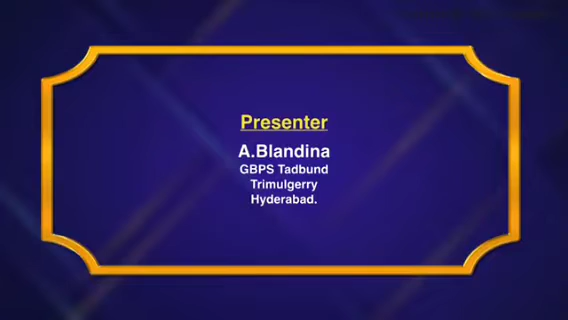 Presenter
A.Blandina
GBPS Tadbund
Trimulgerry
Hyderabad.